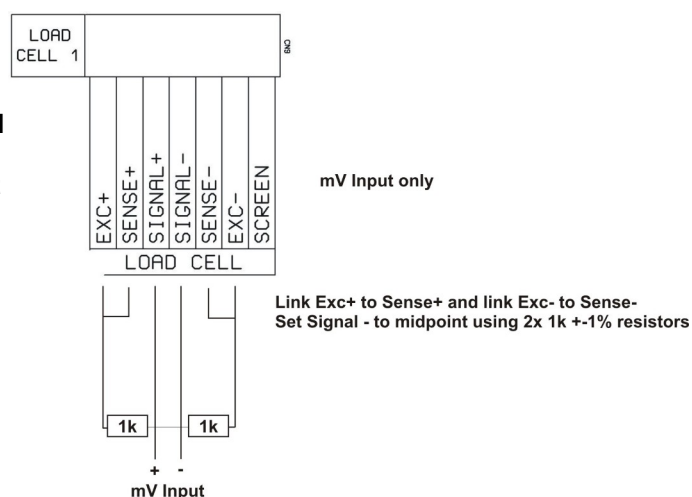 LOAD
CELL 1
CN9
EXC+
SENSE+
SIGNAL+
SIGNAL-
SENSE-
EXC-
SCREEN
mV Input only
LOAD CELL
Link Exc+ to Sense+ and link Exc- to Sense-
Set Signal - to midpoint using 2x 1k +-1% resistors
1k 1k
+ -
mV Input